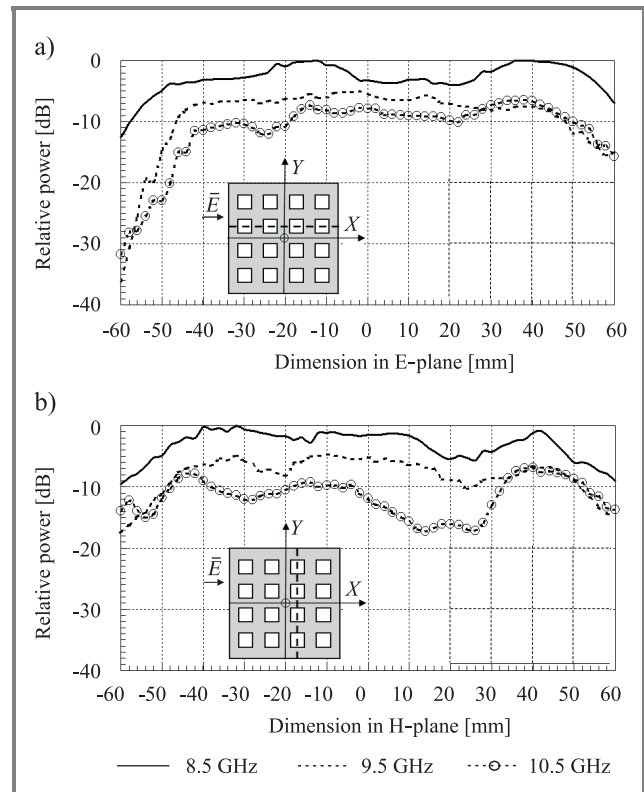 a)
Relative power [dB]
0
-10
-20
-30
-40
Y
E̅
X
-60 -50 -40 -30 -20 -10 0 10 20 30 40 50 60
Dimension in E-plane [mm]
b)
Relative power [dB]
0
-10
-20
-30
-40
Y
E̅
X
-60 -50 -40 -30 -20 -10 0 10 20 30 40 50 60
Dimension in H-plane [mm]
8.5 GHz 9.5 GHz 10.5 GHz